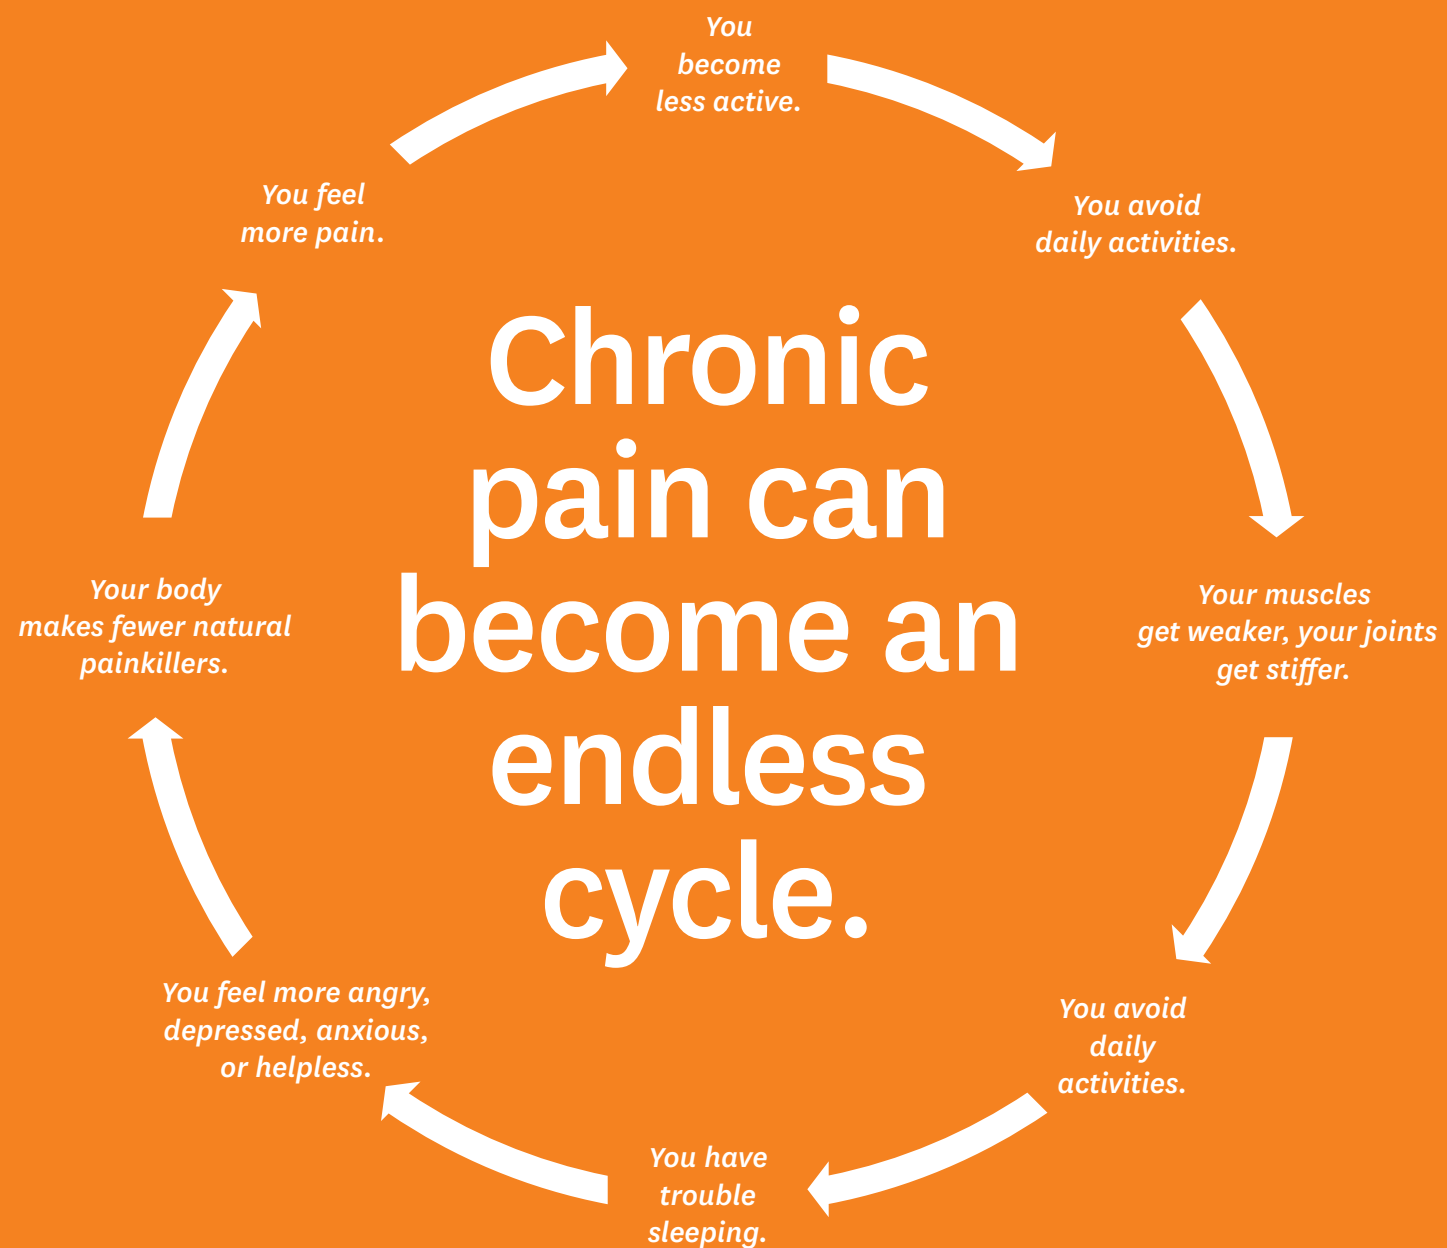 You
become
less active.
You avoid
daily activities.
Your muscles
get weaker, your joints
get stiffer.
You avoid
daily
activities.
You have
trouble
sleeping.
You feel more angry,
depressed, anxious,
or helpless.
Your body
makes fewer natural
painkillers.
You feel
more pain.
Chronic
pain can
become an
endless
cycle.